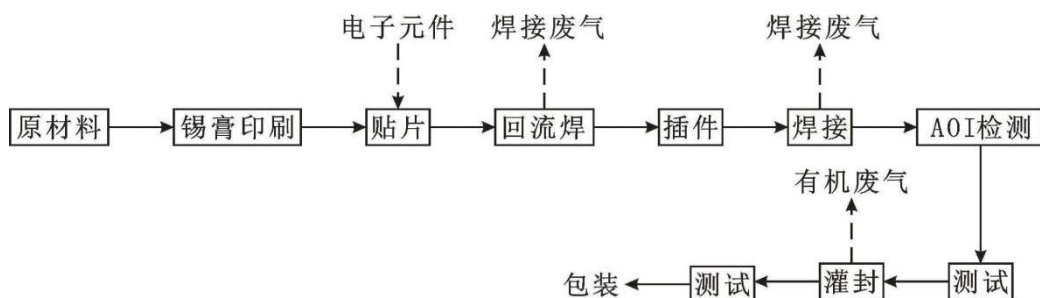 电子元件 焊接废气 焊接废气
原材料 锡膏印刷 贴片 回流焊 插件 焊接 AOI检测
有机废气
包装 测试 灌封 测试